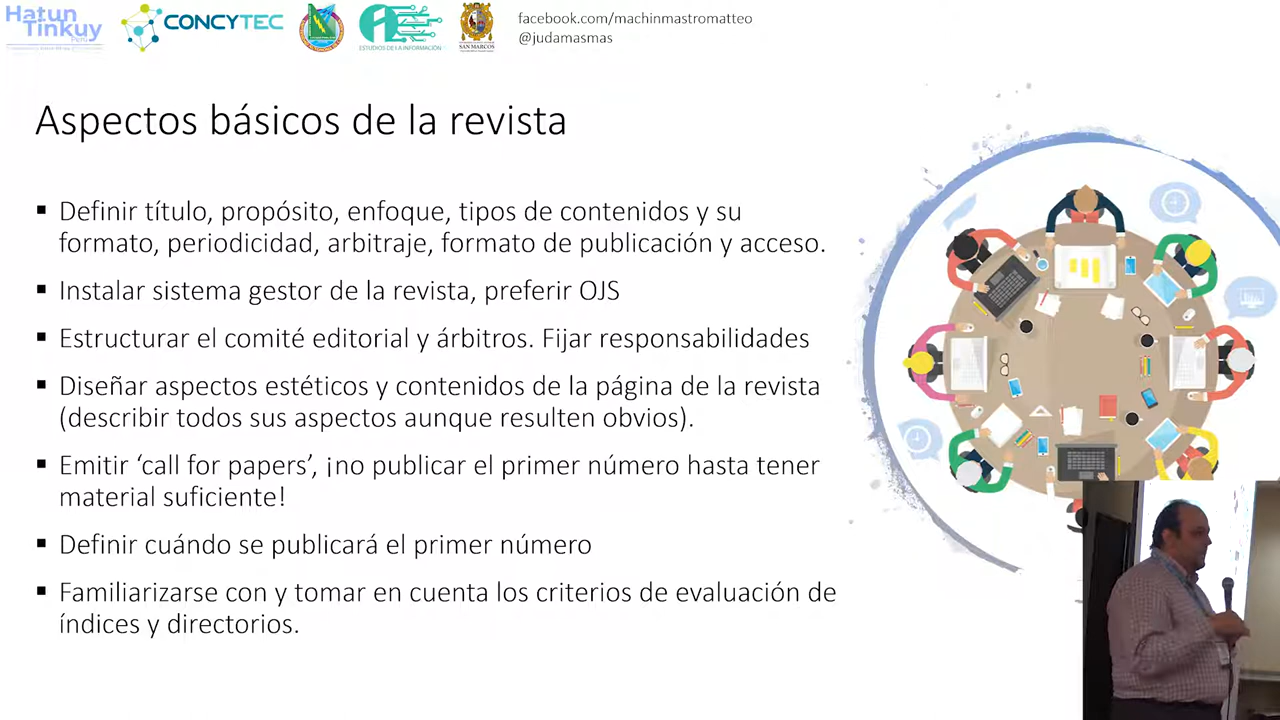 Hatun
Tinkuy
CONCYTEC
ESTUDIOS DE LA INFORMACIÓN
SAN MARCOS
facebook.com/machinmastromatteo
@judamasmas
Aspectos básicos de la revista
▪ Definir título, propósito, enfoque, tipos de contenidos y su
formato, periodicidad, arbitraje, formato de publicación y acceso.
▪ Instalar sistema gestor de la revista, preferir OJS
▪ Estructurar el comité editorial y árbitros. Fijar responsabilidades
▪ Diseñar aspectos estéticos y contenidos de la página de la revista
(describir todos sus aspectos aunque resulten obvios).
▪ Emitir ‘call for papers’, ¡no publicar el primer número hasta tener
material suficiente!
▪ Definir cuándo se publicará el primer número
▪ Familiarizarse con y tomar en cuenta los criterios de evaluación de
índices y directorios.